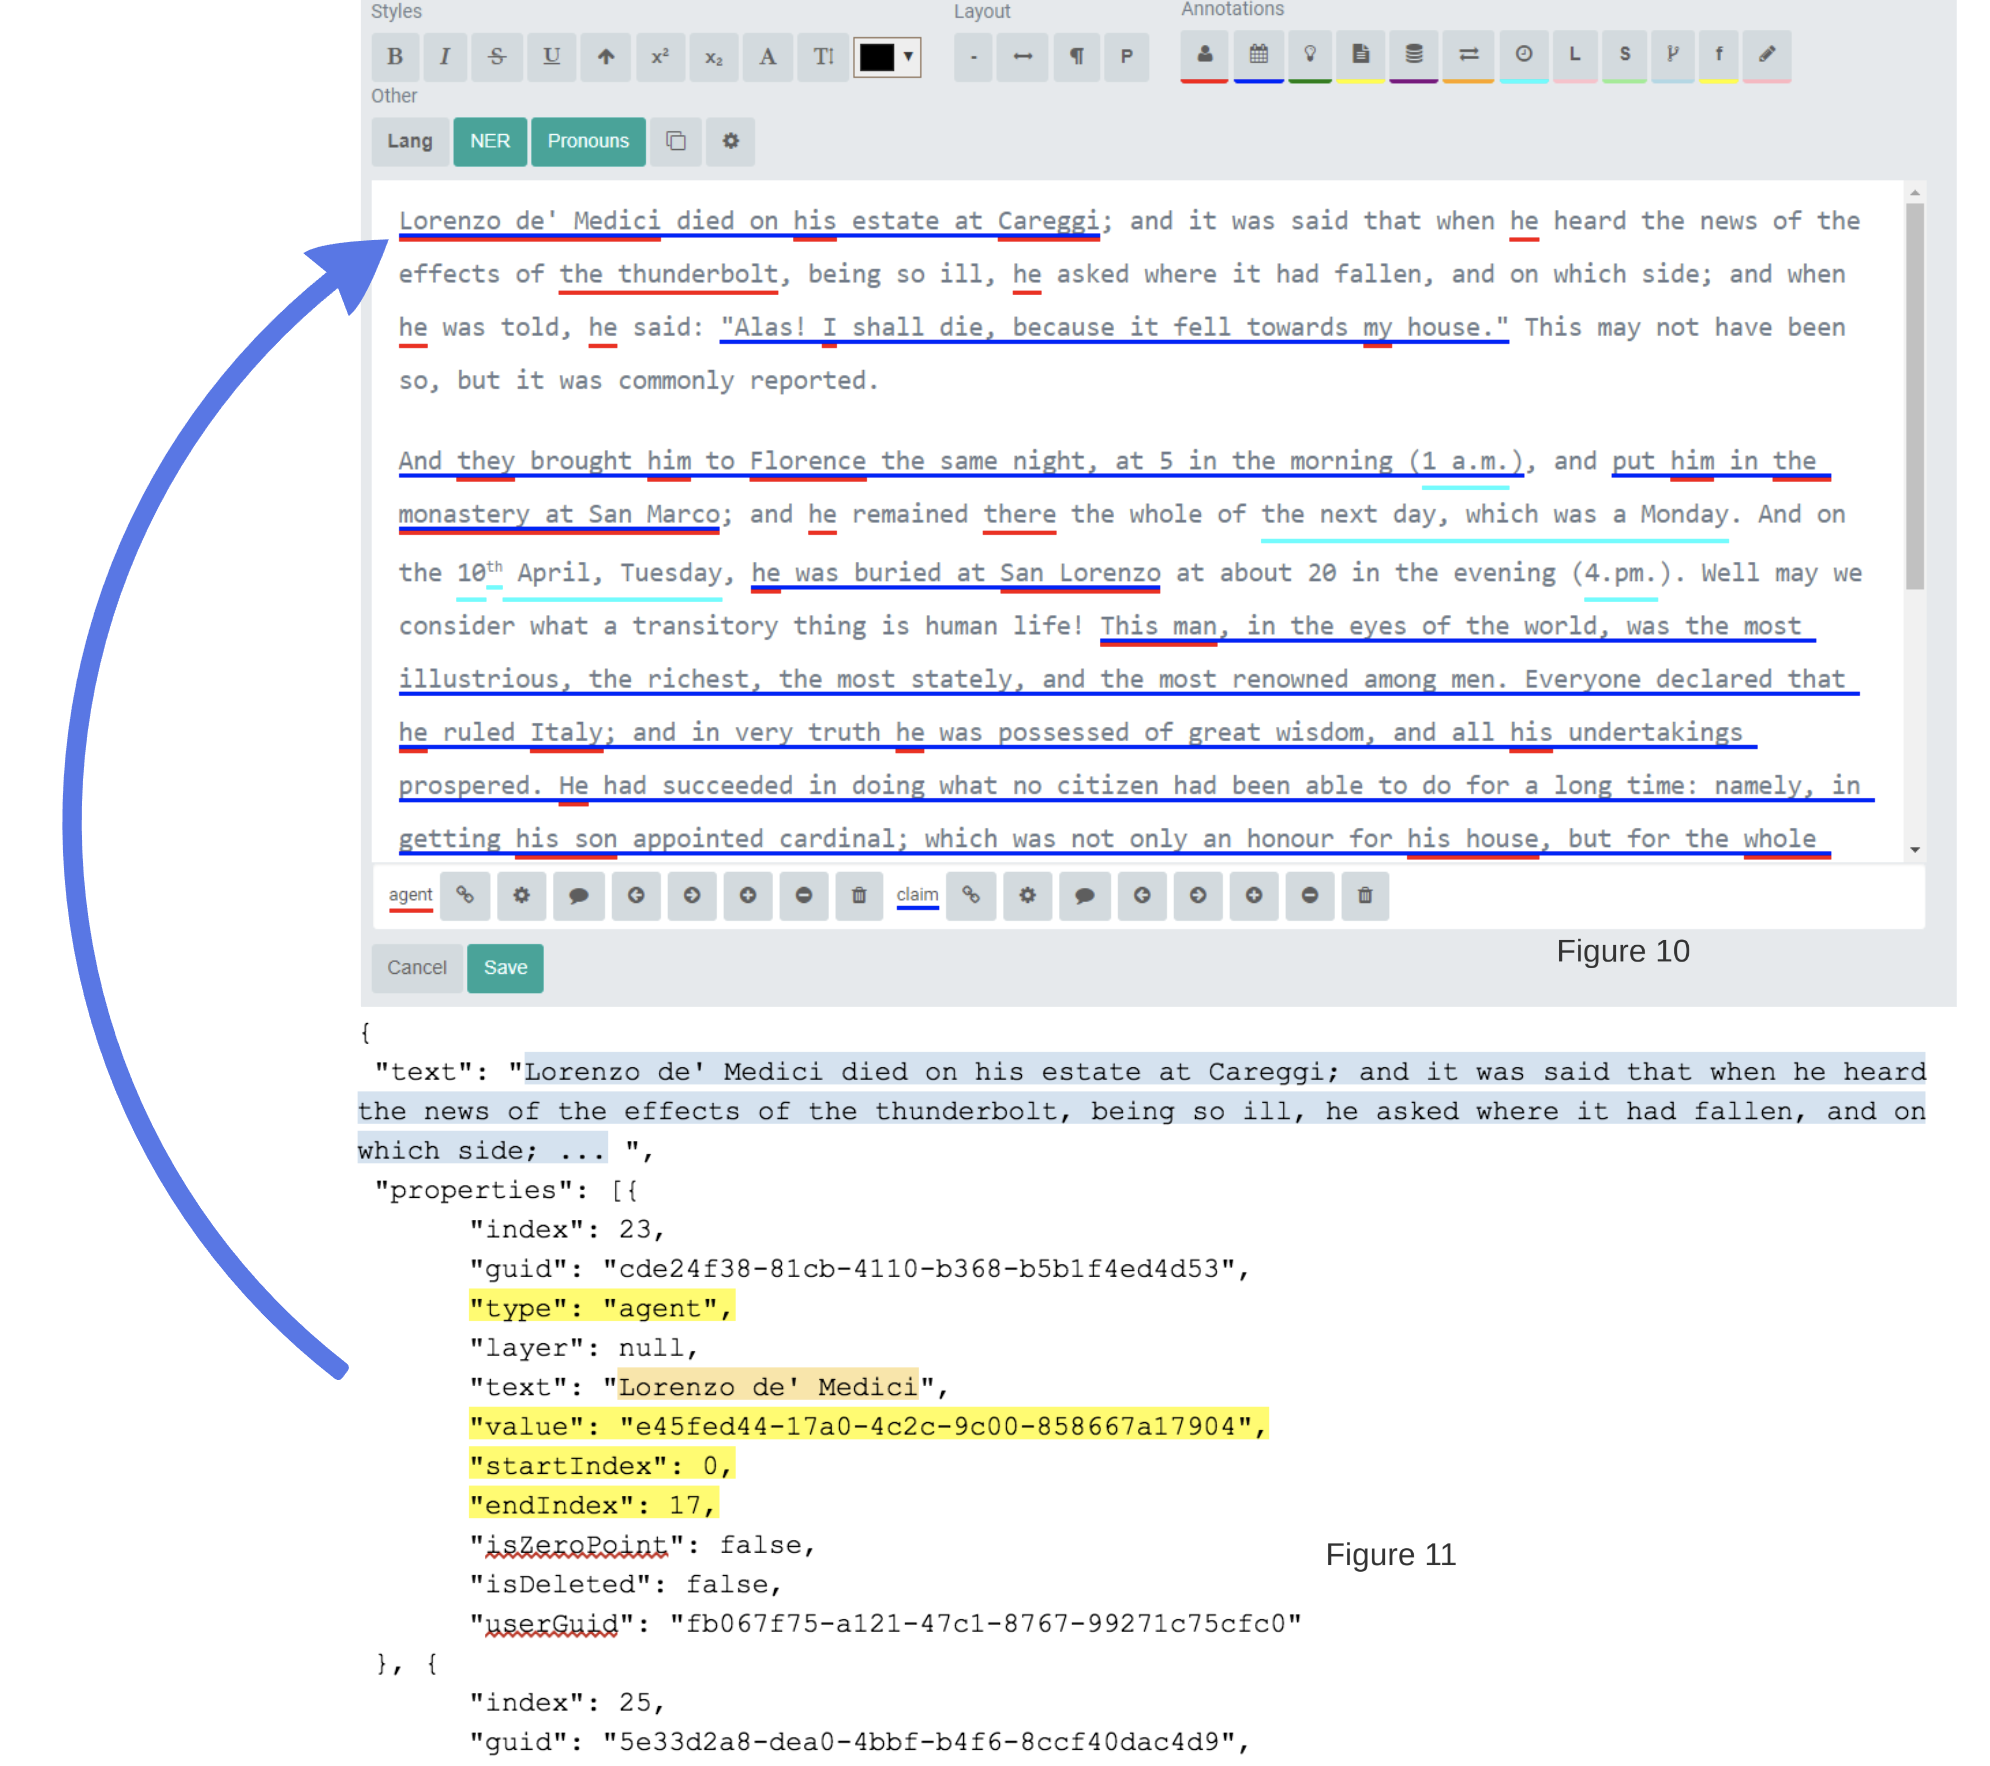 Styles Layout Annotations
B I S U x² x₂ A T - P L S f
Other
Lang NER Pronouns
Lorenzo de' Medici died on his estate at Careggi; and it was said that when he heard the news of the
effects of the thunderbolt, being so ill, he asked where it had fallen, and on which side; and when
he was told, he said: "Alas! I shall die, because it fell towards my house." This may not have been
so, but it was commonly reported.
And they brought him to Florence the same night, at 5 in the morning (1 a.m.), and put him in the
monastery at San Marco; and he remained there the whole of the next day, which was a Monday. And on
the 10th April, Tuesday, he was buried at San Lorenzo at about 20 in the evening (4.pm.). Well may we
consider what a transitory thing is human life! This man, in the eyes of the world, was the most
illustrious, the richest, the most stately, and the most renowned among men. Everyone declared that
he ruled Italy; and in very truth he was possessed of great wisdom, and all his undertakings
prospered. He had succeeded in doing what no citizen had been able to do for a long time: namely, in
getting his son appointed cardinal; which was not only an honour for his house, but for the whole
agent claim
Cancel Save
Figure 10
{
"text": "Lorenzo de' Medici died on his estate at Careggi; and it was said that when he heard
the news of the effects of the thunderbolt, being so ill, he asked where it had fallen, and on
which side; ... ",
"properties": [{
"index": 23,
"guid": "cde24f38-81cb-4110-b368-b5b1f4ed4d53",
"type": "agent",
"layer": null,
"text": "Lorenzo de' Medici",
"value": "e45fed44-17a0-4c2c-9c00-858667a17904",
"startIndex": 0,
"endIndex": 17,
"isZeroPoint": false,
Figure 11
"isDeleted": false,
"userGuid": "fb067f75-a121-47c1-8767-99271c75cfc0"
}, {
"index": 25,
"guid": "5e33d2a8-dea0-4bbf-b4f6-8ccf40dac4d9",